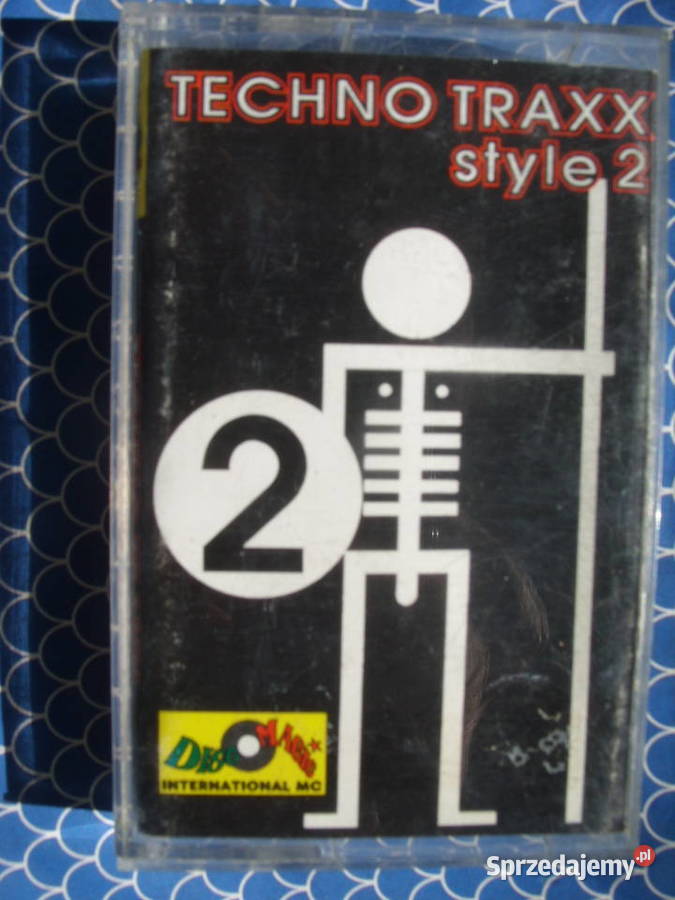 TECHNO TRAXX
style 2
2
DISCO MAGIC
INTERNATIONAL MC
Sprzedajemy.pl